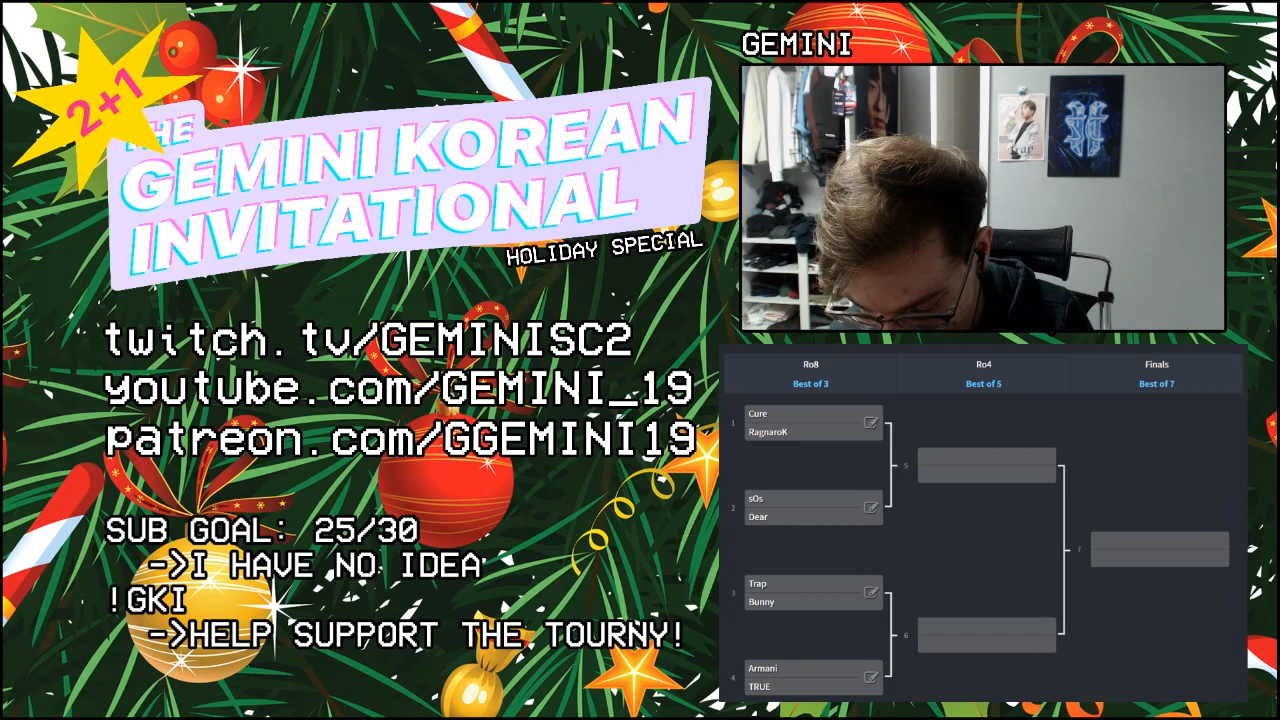 2+1
THE
GEMINI KOREAN
INVITATIONAL
HOLIDAY SPECIAL
twitch.tv/GEMINISC2
youtube.com/GEMINI_19
patreon.com/GGEMINI19
SUB GOAL: 25/30
->I HAVE NO IDEA
!GKI
->HELP SUPPORT THE TOURNY!
GEMINI
Trap
Ro8 Ro4 Finals
Best of 3 Best of 5 Best of 7
1
Cure
RagnaroK
5
2
sOs
Dear
7
3
Trap
Bunny
6
4
Armani
TRUE